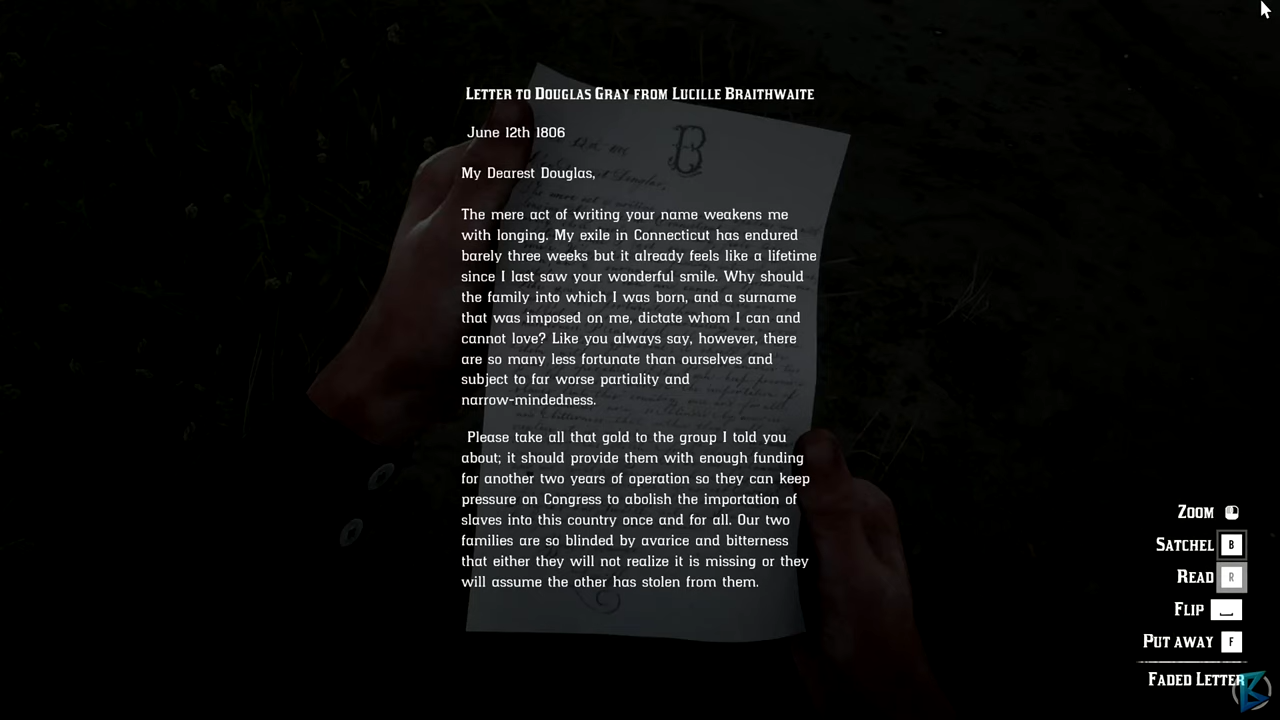 Letter to Douglas Gray from Lucille Braithwaite
June 12th 1806
My Dearest Douglas,
The mere act of writing your name weakens me
with longing. My exile in Connecticut has endured
barely three weeks but it already feels like a lifetime
since I last saw your wonderful smile. Why should
the family into which I was born, and a surname
that was imposed on me, dictate whom I can and
cannot love? Like you always say, however, there
are so many less fortunate than ourselves and
subject to far worse partiality and
narrow-mindedness.
Please take all that gold to the group I told you
about; it should provide them with enough funding
for another two years of operation so they can keep
pressure on Congress to abolish the importation of
slaves into this country once and for all. Our two
families are so blinded by avarice and bitterness
that either they will not realize it is missing or they
will assume the other has stolen from them.
Zoom
Satchel B
Read R
Flip
Put away F
Faded Letter
B